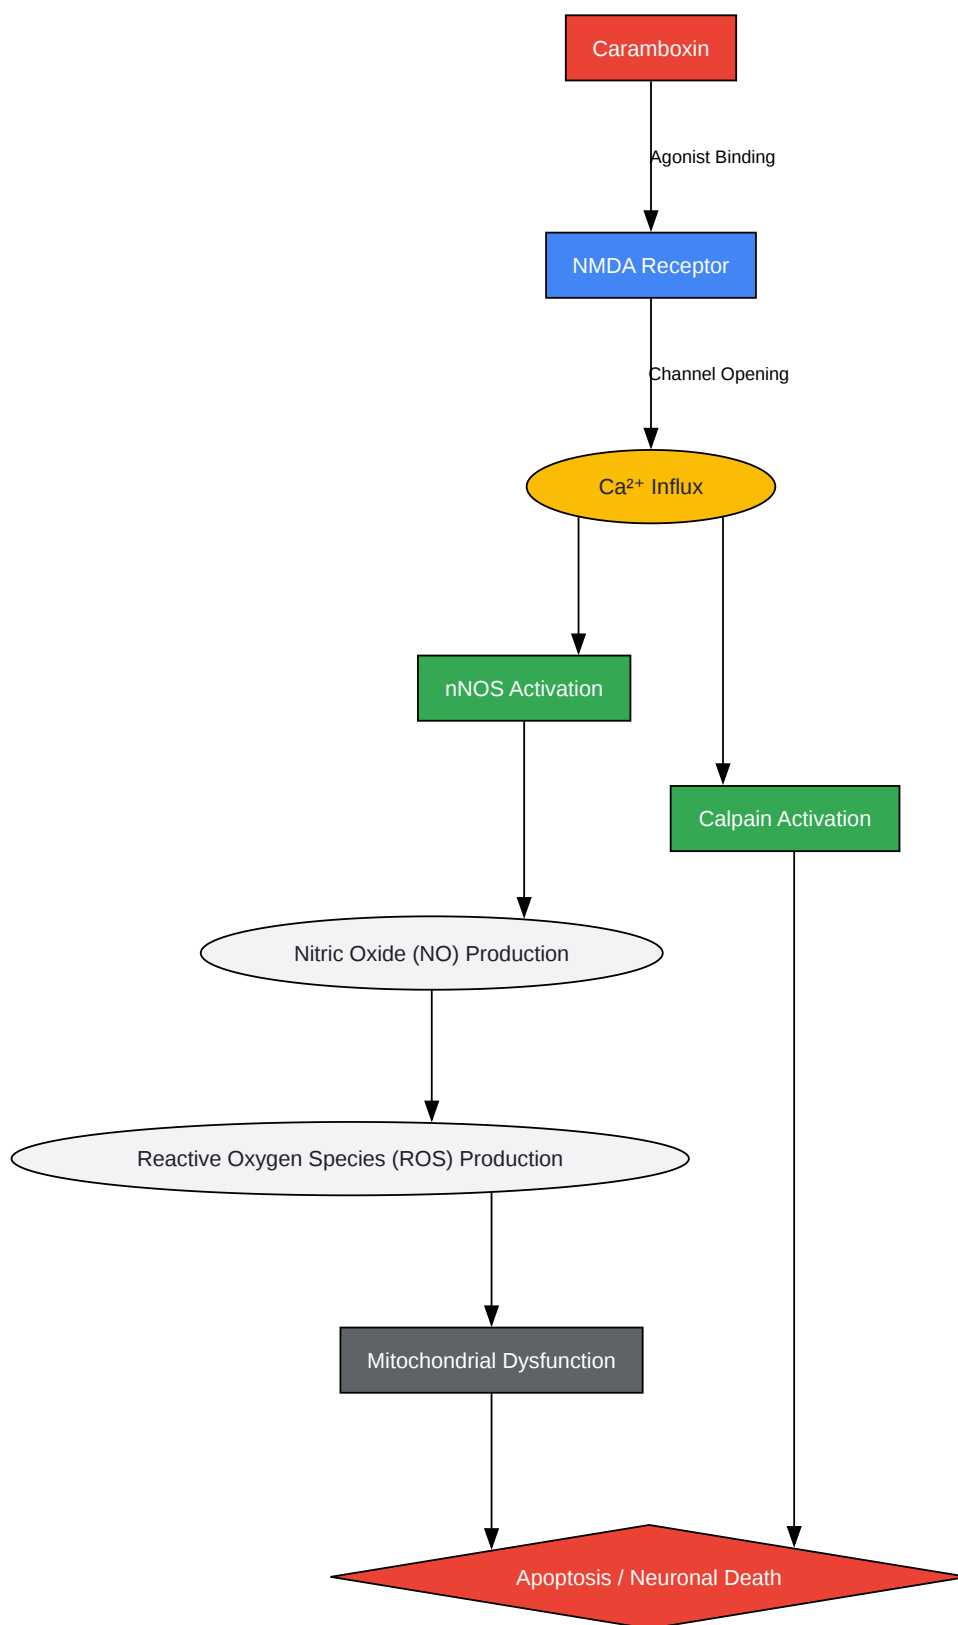 Caramboxin
Agonist Binding
NMDA Receptor
Channel Opening
Ca²⁺ Influx
nNOS Activation
Calpain Activation
Nitric Oxide (NO) Production
Reactive Oxygen Species (ROS) Production
Mitochondrial Dysfunction
Apoptosis / Neuronal Death